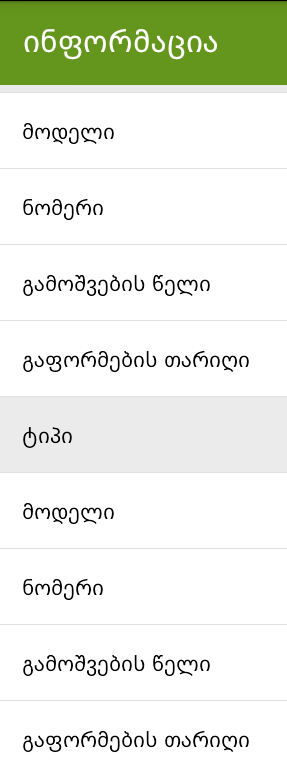 ინფორმაცია
მოდელი
ნომერი
გამოშვების წელი
გაფორმების თარიღი
ტიპი
მოდელი
ნომერი
გამოშვების წელი
გაფორმების თარიღი